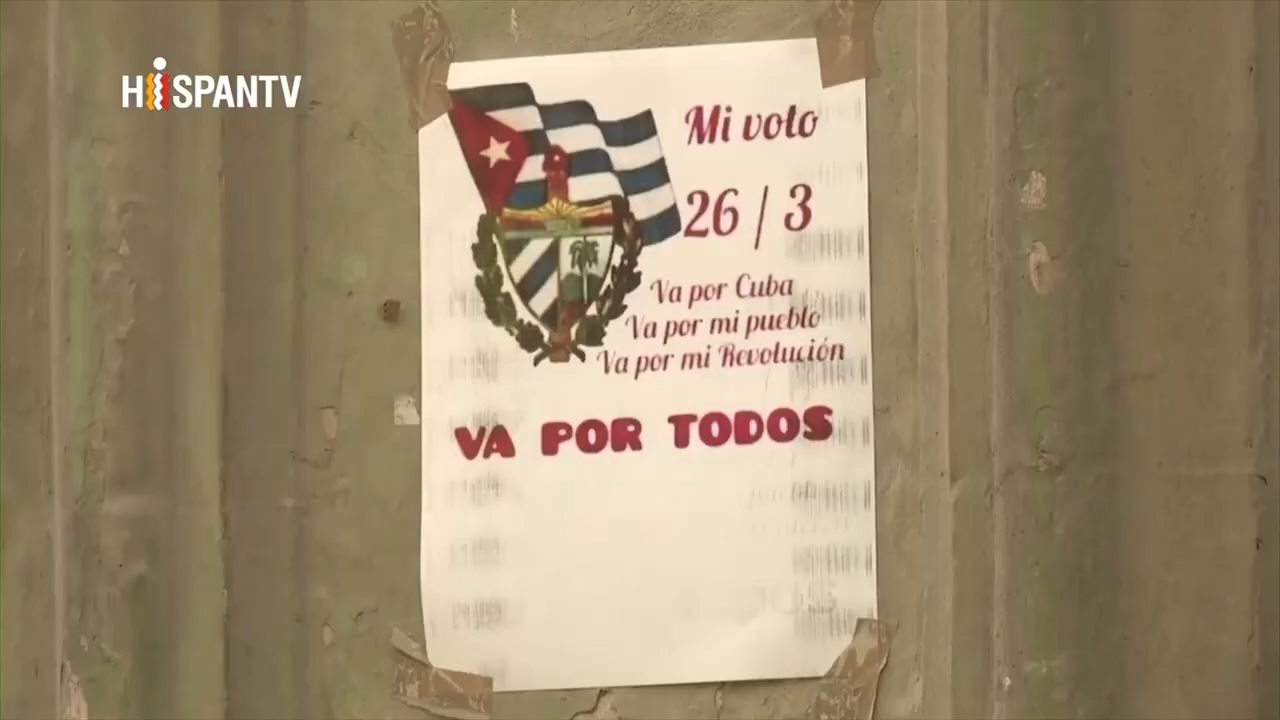 HISPANTV
Mi voto
26 / 3
Va por Cuba
Va por mi pueblo
Va por mi Revolución
VA POR TODOS